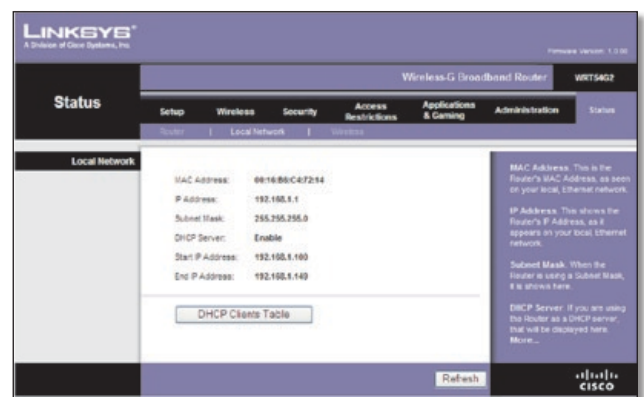 LINKSYS®
A Division of Cisco Systems, Inc.
Firmware Version: 1.0.00
Wireless-G Broadband Router WRT54G2
Status
Setup Wireless Security Access Restrictions Applications & Gaming Administration Status
Router | Local Network | Wireless
Local Network
MAC Address: 00:16:B6:C4:72:14
IP Address: 192.168.1.1
Subnet Mask: 255.255.255.0
DHCP Server: Enable
Start IP Address: 192.168.1.100
End IP Address: 192.168.1.149
DHCP Clients Table
MAC Address. This is the
Router's MAC Address, as seen
on your local, Ethernet network.
IP Address. This shows the
Router's IP Address, as it
appears on your local, Ethernet
network.
Subnet Mask. When the
Router is using a Subnet Mask,
it is shown here.
DHCP Server. If you are using
the Router as a DHCP server,
that will be displayed here.
More...
Refresh
CISCO